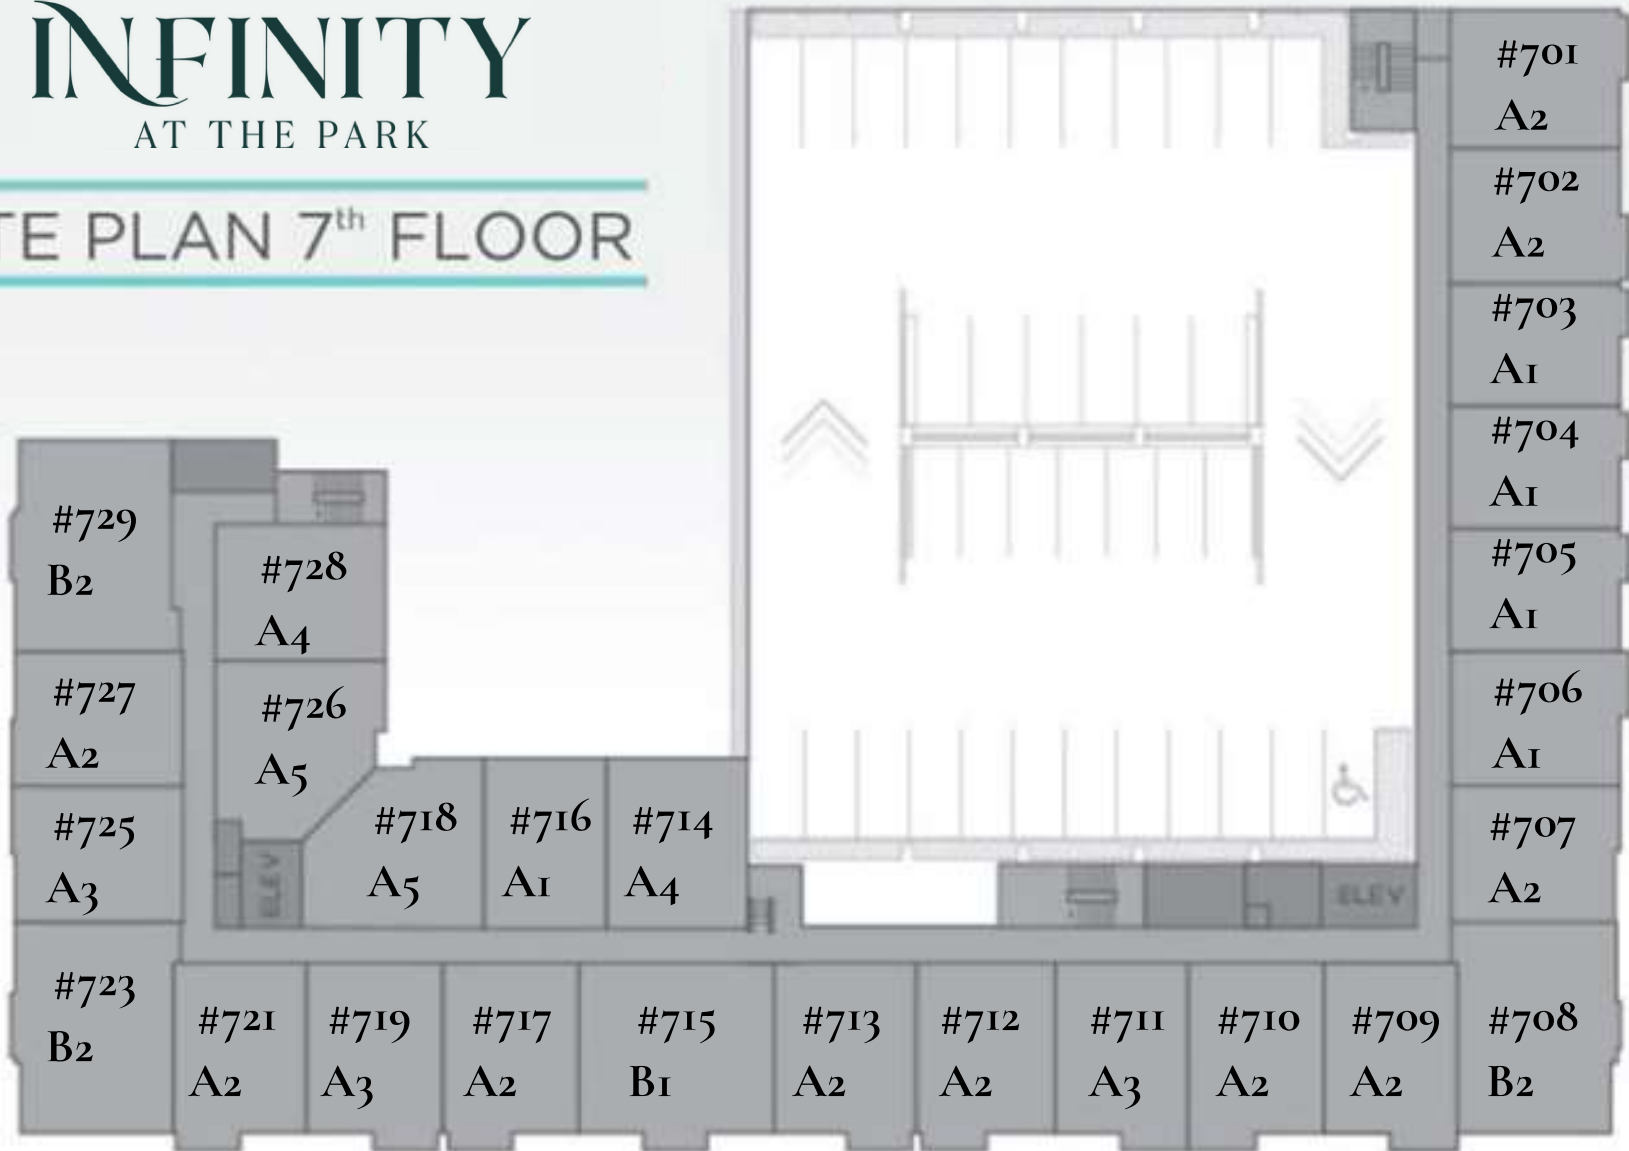 INFINITY
AT THE PARK
TE PLAN 7th FLOOR
#701
A2
#702
A2
#703
A1
#704
A1
#705
A1
#706
A1
#707
A2
#729
B2
#728
A4
#727
A2
#726
A5
#725
A3
#718
A5
#716
A1
#714
A4
ELEV
ELEV
#723
B2
#721
A2
#719
A3
#717
A2
#715
B1
#713
A2
#712
A2
#711
A3
#710
A2
#709
A2
#708
B2